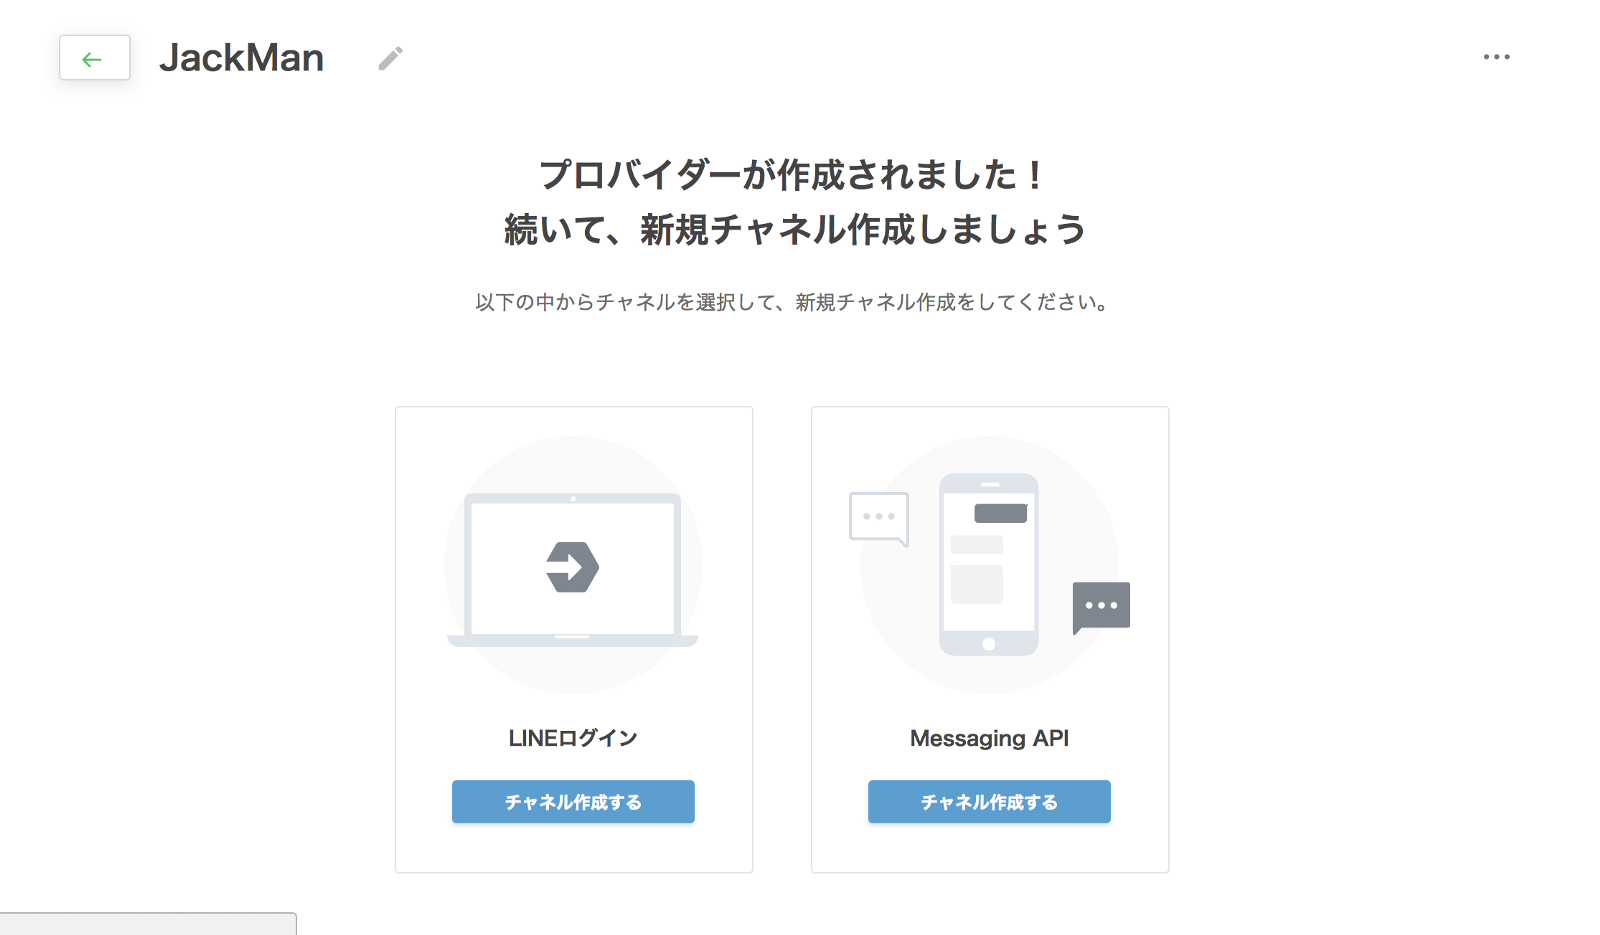 JackMan
プロバイダーが作成されました！
続いて、新規チャネル作成しましょう
以下の中からチャネルを選択して、新規チャネル作成をしてください。
LINEログイン
Messaging API
チャネル作成する
チャネル作成する